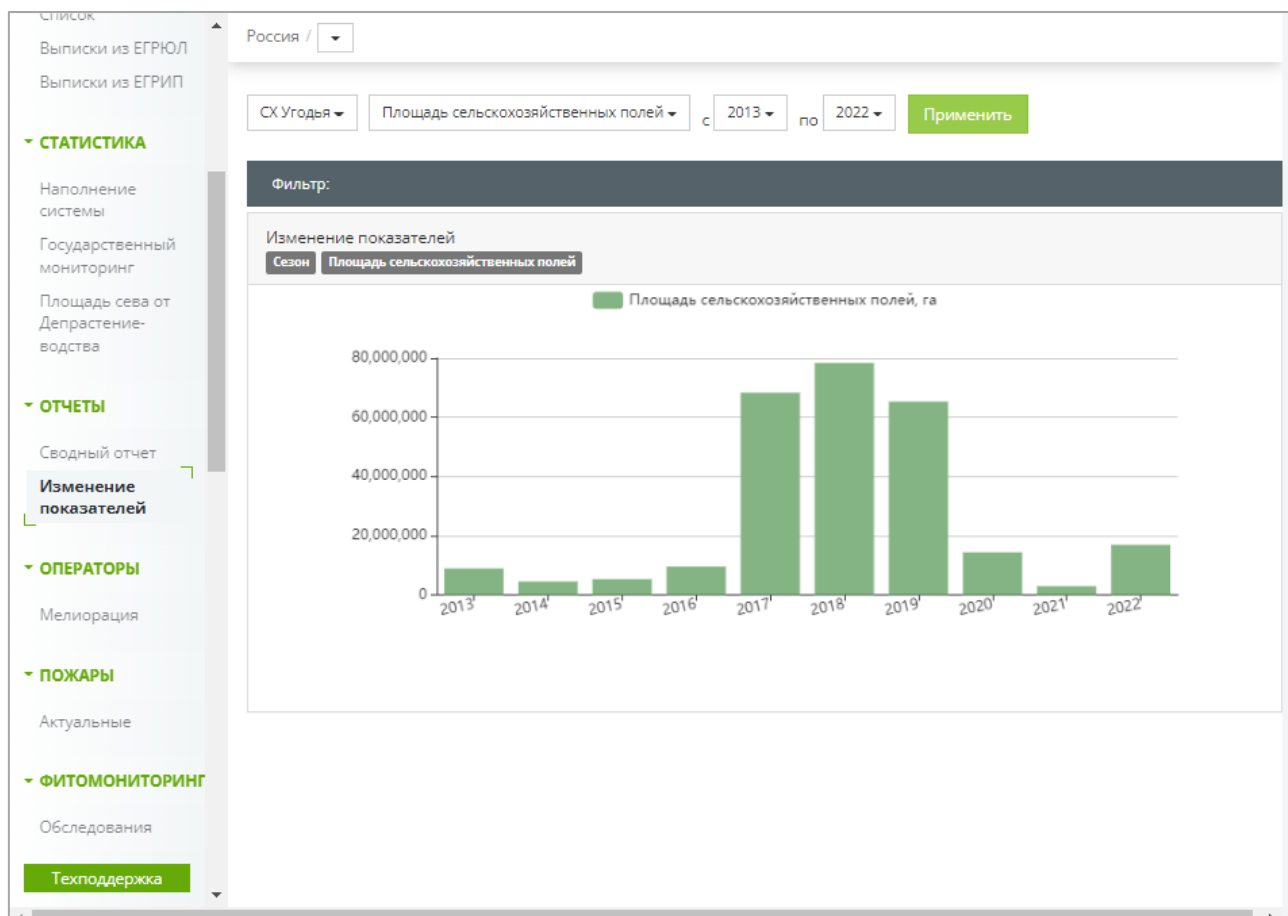 Список
Выписки из ЕГРЮЛ
Выписки из ЕГРИП
СТАТИСТИКА
Наполнение
системы
Государственный
мониторинг
Площадь сева от
Депрастение-
водства
ОТЧЕТЫ
Сводный отчет
Изменение
показателей
ОПЕРАТОРЫ
Мелиорация
ПОЖАРЫ
Актуальные
ФИТОМОНИТОРИНГ
Обследования
Техподдержка
Россия /
СХ Угодья Площадь сельскохозяйственных полей с 2013 по 2022 Применить
Фильтр:
Изменение показателей
Сезон Площадь сельскохозяйственных полей
Площадь сельскохозяйственных полей, га
80,000,000
60,000,000
40,000,000
20,000,000
0
2013 2014 2015 2016 2017 2018 2019 2020 2021 2022